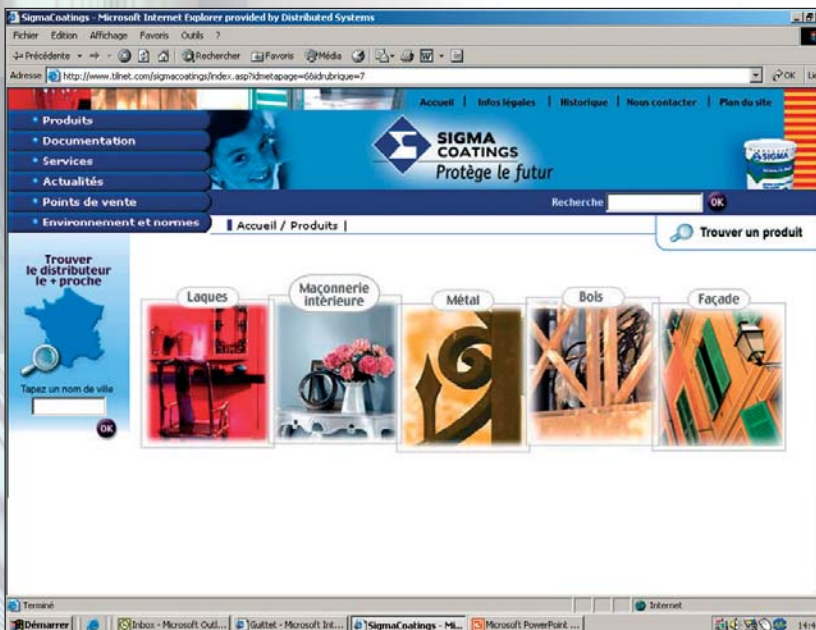 SigmaCoatings - Microsoft Internet Explorer provided by Distributed Systems
Fichier Edition Affichage Favoris Outils ?
Précédente Rechercher Favoris Média
Adresse http://www.tilnet.com/sigmacoatings/index.asp?idmetapage=6&idrubrique=7 OK
Accueil | Infos légales | Historique | Nous contacter | Plan du site
Produits
Documentation
Services
Actualités
Points de vente
Environnement et normes
SIGMA
COATINGS
Protège le futur
SIGMA
Recherche OK
Accueil / Produits |
Trouver un produit
Trouver
le distributeur
le + proche
Tapez un nom de ville
OK
Laques
Maçonnerie
intèrieure
Métal
Bois
Façade
Terminé Internet
Démarrer Inbox - Microsoft Outl... Guittet - Microsoft Int... SigmaCoatings - Mi... Microsoft PowerPoint ... 14:4